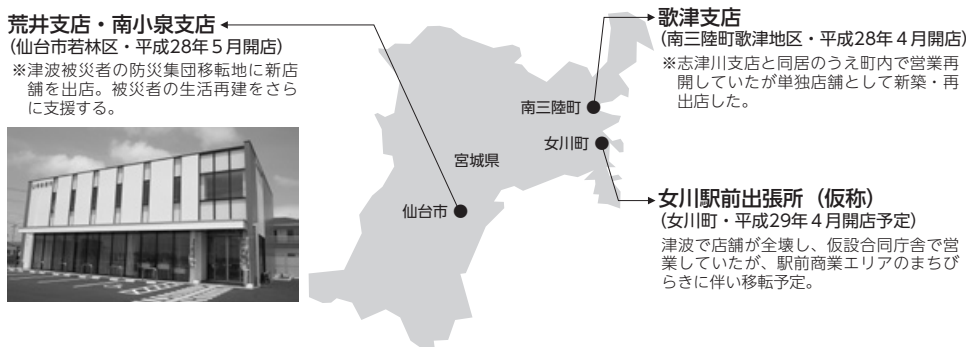 荒井支店・南小泉支店
(仙台市若林区・平成28年5月開店)
※津波被災者の防災集団移転地に新店
舗を出店。被災者の生活再建をさら
に支援する。
歌津支店
(南三陸町歌津地区・平成28年4月開店)
※志津川支店と同居のうえ町内で営業再
開していたが単独店舗として新築・再
出店した。
南三陸町
女川町
宮城県
仙台市
女川駅前出張所（仮称）
(女川町・平成29年4月開店予定)
津波で店舗が全壊し、仮設合同庁舎で営
業していたが、駅前商業エリアのまちび
らきに伴い移転予定。